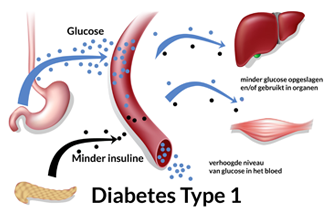 Glucose
minder glucose opgeslagen
en/of gebruikt in organen
Minder insuline
verhoogde niveau
van glucose in het bloed
Diabetes Type 1